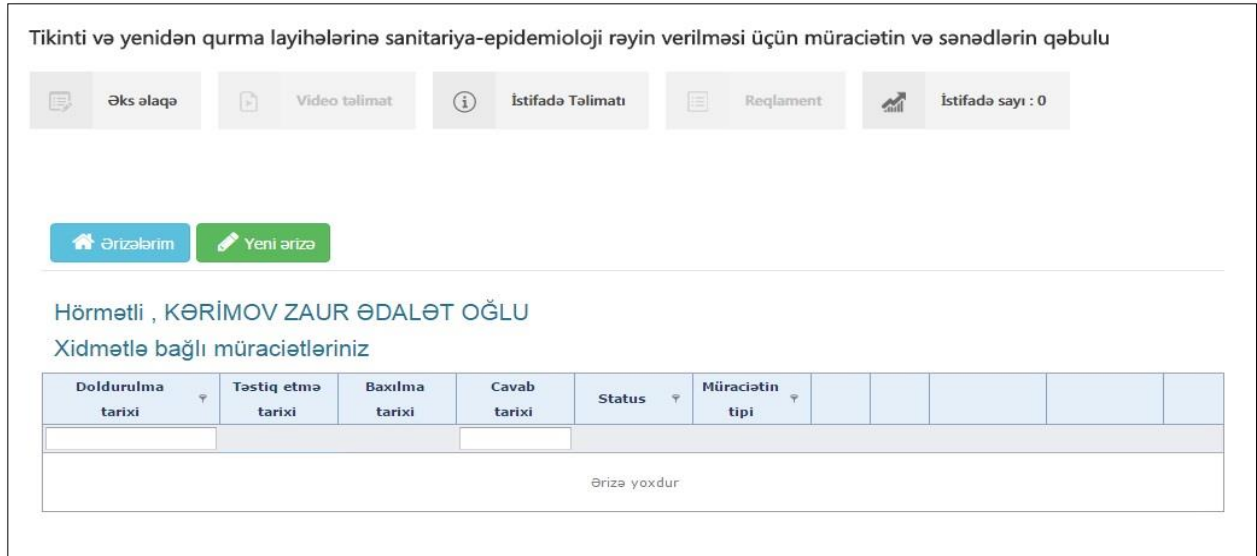 Tikinti və yenidən qurma layihələrinə sanitariya-epidemioloji rəyin verilməsi üçün müraciətin və sənədlərin qəbulu
Əks əlaqə Video təlimat İstifadə Təlimatı Reqlament İstifadə sayı : 0
Ərizələrim Yeni ərizə
Hörmətli , KƏRİMOV ZAUR ƏDALƏT OĞLU
Xidmətlə bağlı müraciətləriniz
Doldurulma tarixi Təstiq etmə tarixi Baxılma tarixi Cavab tarixi Status Müraciətin tipi
Ərizə yoxdur